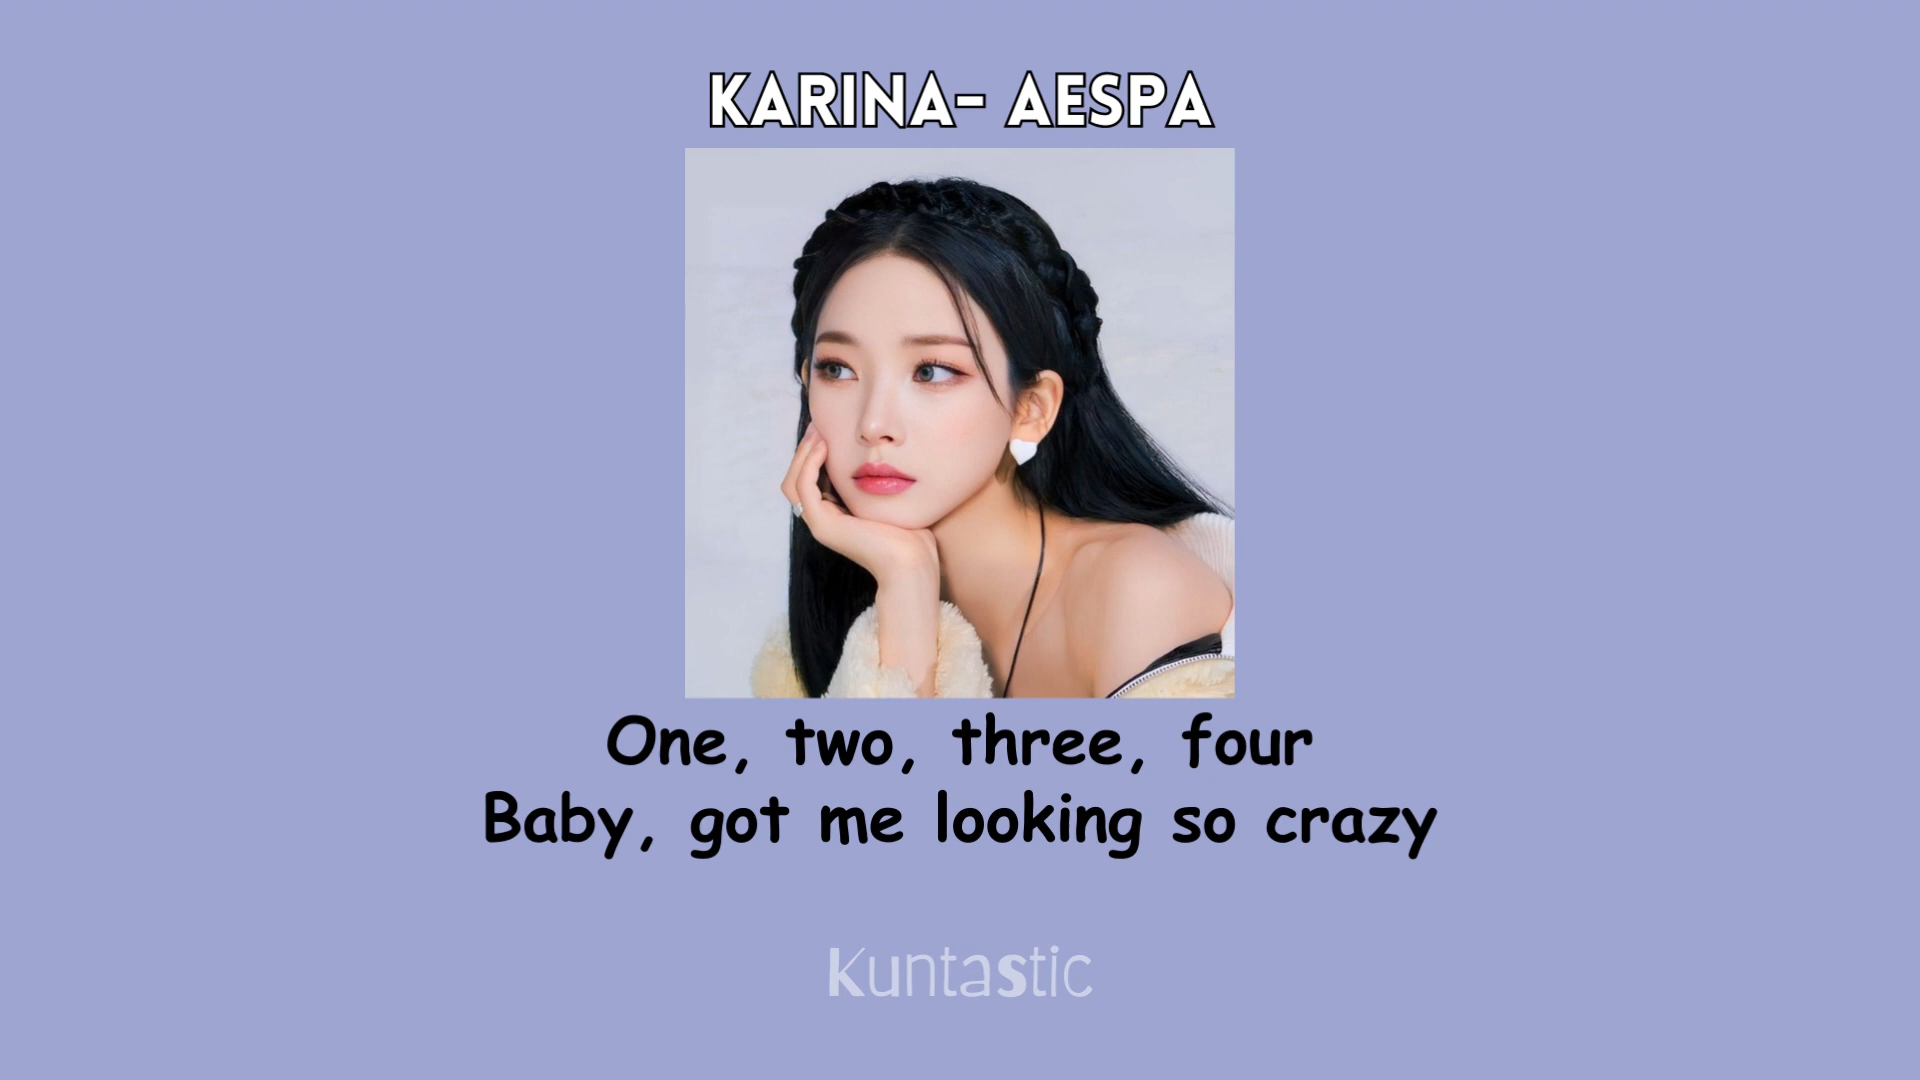 KARINA- AESPA
One, two, three, four
Baby, got me looking so crazy
Kuntastic